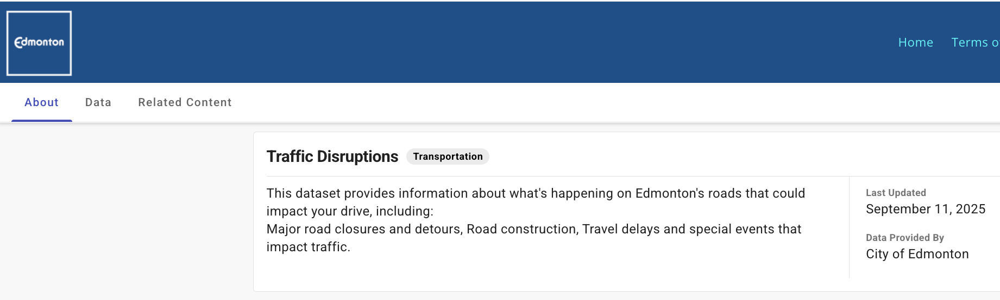 Edmonton
Home Terms
About Data Related Content
Traffic Disruptions Transportation
This dataset provides information about what's happening on Edmonton's roads that could
impact your drive, including:
Major road closures and detours, Road construction, Travel delays and special events that
impact traffic.
Last Updated
September 11, 2025
Data Provided By
City of Edmonton